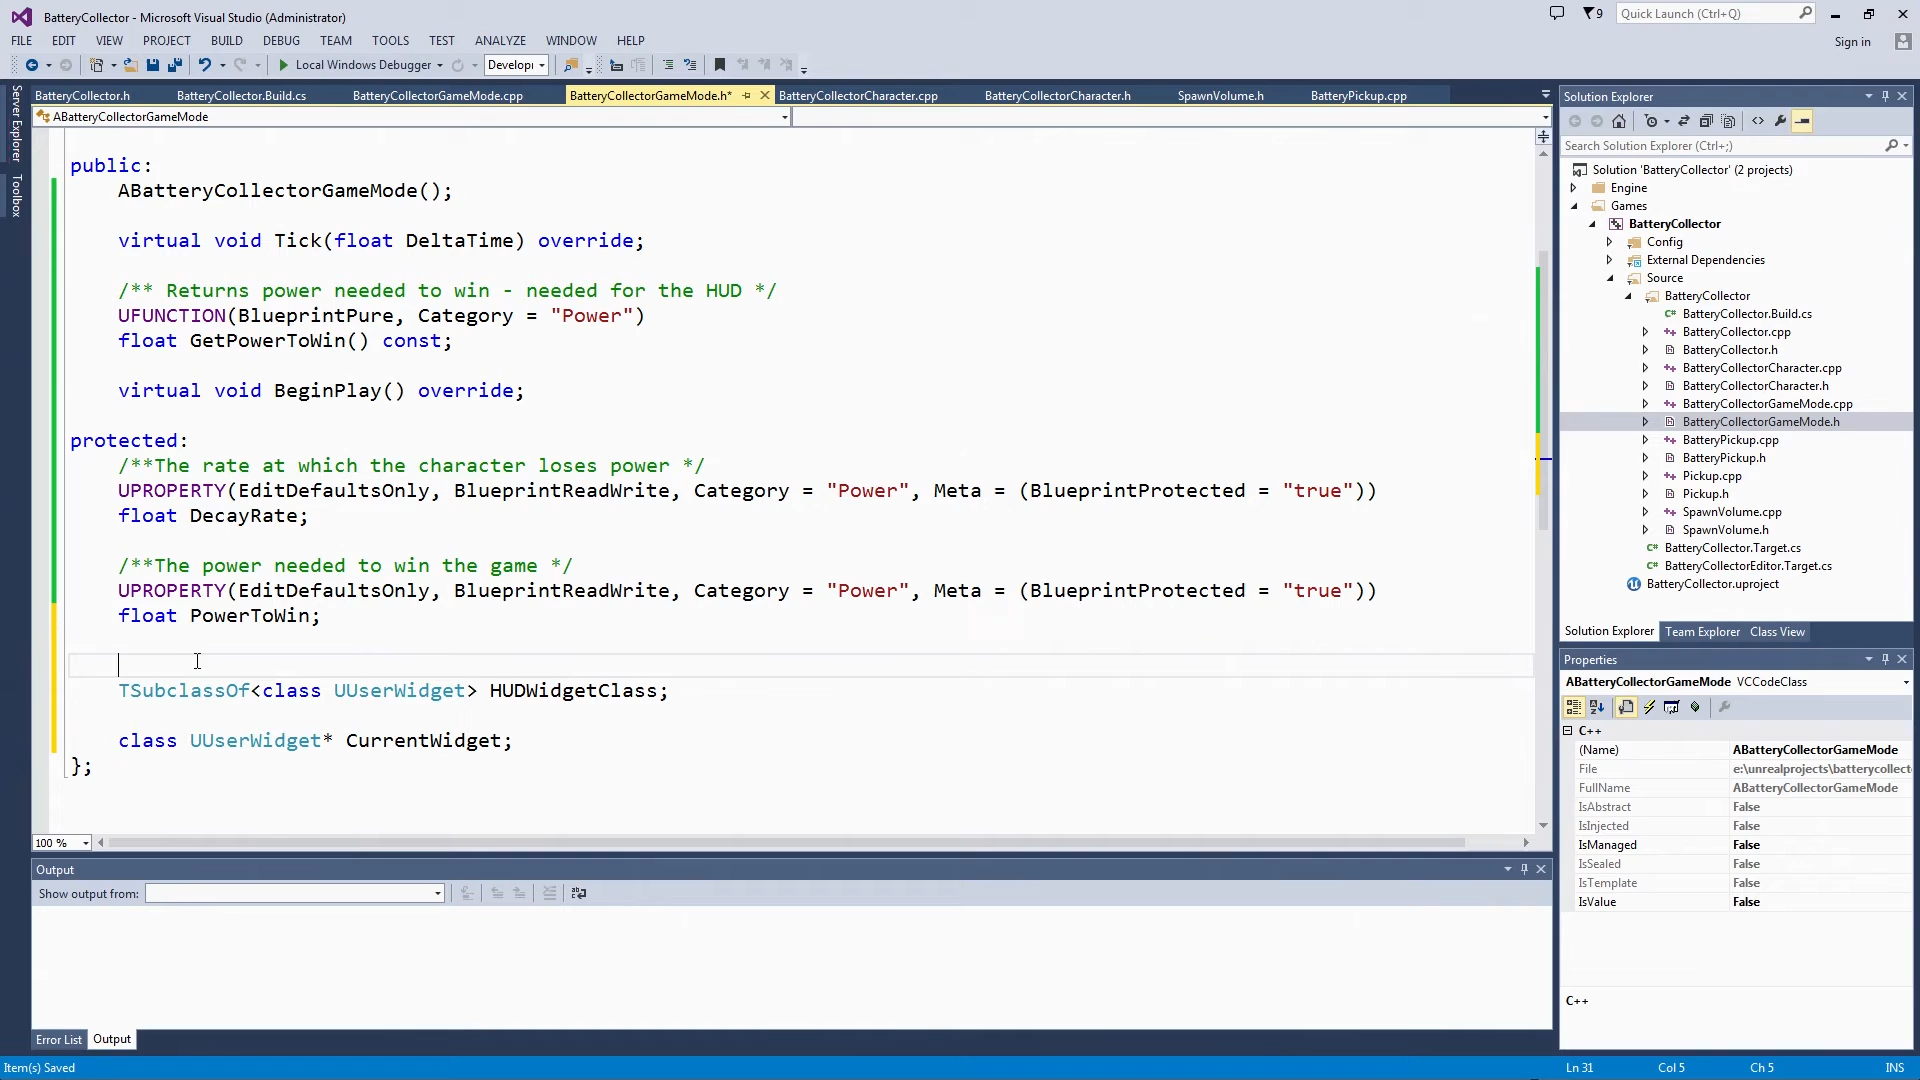 BatteryCollector - Microsoft Visual Studio (Administrator)
9
Quick Launch (Ctrl+Q)
FILE EDIT VIEW PROJECT BUILD DEBUG TEAM TOOLS TEST ANALYZE WINDOW HELP
Sign in
Local Windows Debugger
Develop
Server Explorer
Toolbox
BatteryCollector.h BatteryCollector.Build.cs BatteryCollectorGameMode.cpp BatteryCollectorGameMode.h* BatteryCollectorCharacter.cpp BatteryCollectorCharacter.h SpawnVolume.h BatteryPickup.cpp
ABatteryCollectorGameMode
public:
ABatteryCollectorGameMode();
virtual void Tick(float DeltaTime) override;
/** Returns power needed to win - needed for the HUD */
UFUNCTION(BlueprintPure, Category = "Power")
float GetPowerToWin() const;
virtual void BeginPlay() override;
protected:
/**The rate at which the character loses power */
UPROPERTY(EditDefaultsOnly, BlueprintReadWrite, Category = "Power", Meta = (BlueprintProtected = "true"))
float DecayRate;
/**The power needed to win the game */
UPROPERTY(EditDefaultsOnly, BlueprintReadWrite, Category = "Power", Meta = (BlueprintProtected = "true"))
float PowerToWin;
TSubclassOf<class UUserWidget> HUDWidgetClass;
class UUserWidget* CurrentWidget;
};
100 %
Output
Show output from:
Error List Output
Solution Explorer
Search Solution Explorer (Ctrl+;)
Solution 'BatteryCollector' (2 projects)
Engine
Games
BatteryCollector
Config
External Dependencies
Source
BatteryCollector
BatteryCollector.Build.cs
BatteryCollector.cpp
BatteryCollector.h
BatteryCollectorCharacter.cpp
BatteryCollectorCharacter.h
BatteryCollectorGameMode.cpp
BatteryCollectorGameMode.h
BatteryPickup.cpp
BatteryPickup.h
Pickup.cpp
Pickup.h
SpawnVolume.cpp
SpawnVolume.h
BatteryCollector.Target.cs
BatteryCollectorEditor.Target.cs
BatteryCollector.uproject
Solution Explorer Team Explorer Class View
Properties
ABatteryCollectorGameMode VCCodeClass
C++
(Name) ABatteryCollectorGameMode
File e:\unrealprojects\batterycollect
FullName ABatteryCollectorGameMode
IsAbstract False
IsInjected False
IsManaged False
IsSealed False
IsTemplate False
IsValue False
C++
Item(s) Saved
Ln 31 Col 5 Ch 5 INS